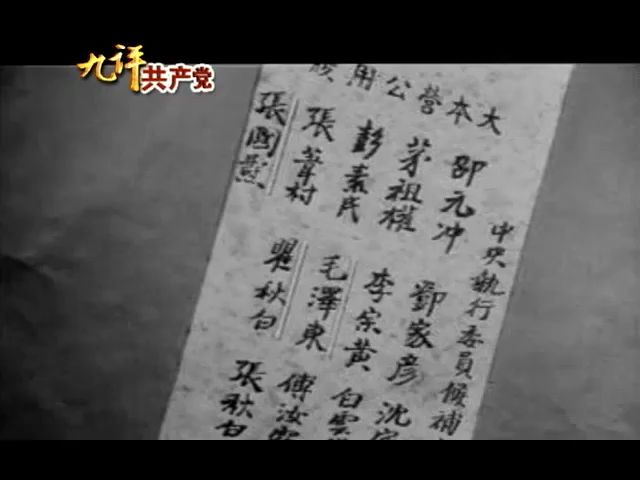 九评
共产党
大本營公用
中央執行委員候補
邵元冲 鄧家彥 沈
茅祖權 李宗黃 白雲
彭素民 毛澤東 傅汝
張葦村 瞿秋白 張秋白
張國燾